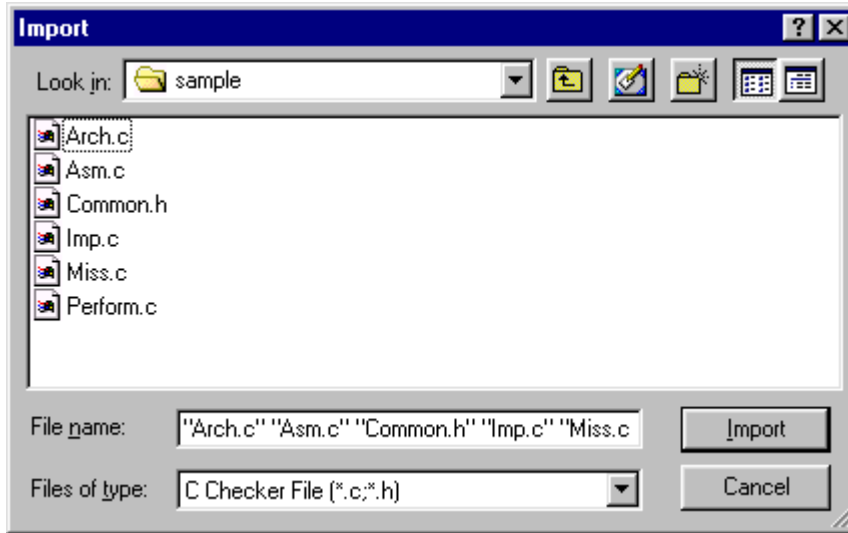 Import
Look in: sample
Arch.c
Asm.c
Common.h
Imp.c
Miss.c
Perform.c
File name: "Arch.c" "Asm.c" "Common.h" "Imp.c" "Miss.c Import
Files of type: C Checker File (*.c;*.h) Cancel